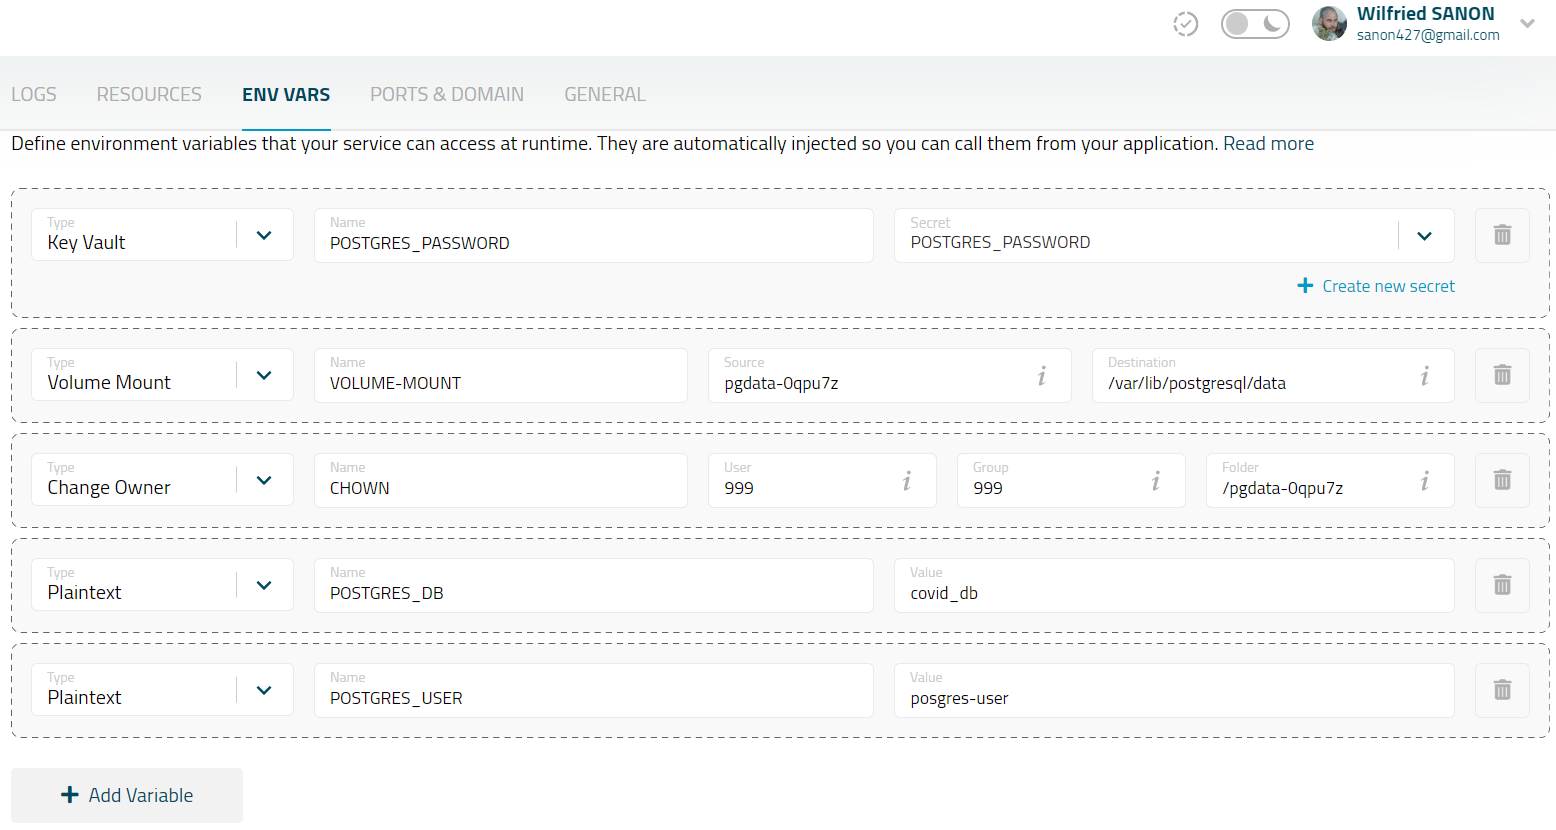 Wilfried SANON
sanon427@gmail.com
LOGS RESOURCES ENV VARS PORTS & DOMAIN GENERAL
Define environment variables that your service can access at runtime. They are automatically injected so you can call them from your application. Read more
Type Name Secret
Key Vault POSTGRES_PASSWORD POSTGRES_PASSWORD
+ Create new secret
Type Name Source Destination
Volume Mount VOLUME-MOUNT pgdata-0qpu7z i /var/lib/postgresql/data i
Type Name User Group Folder
Change Owner CHOWN 999 i 999 i /pgdata-0qpu7z i
Type Name Value
Plaintext POSTGRES_DB covid_db
Type Name Value
Plaintext POSTGRES_USER posgres-user
+ Add Variable